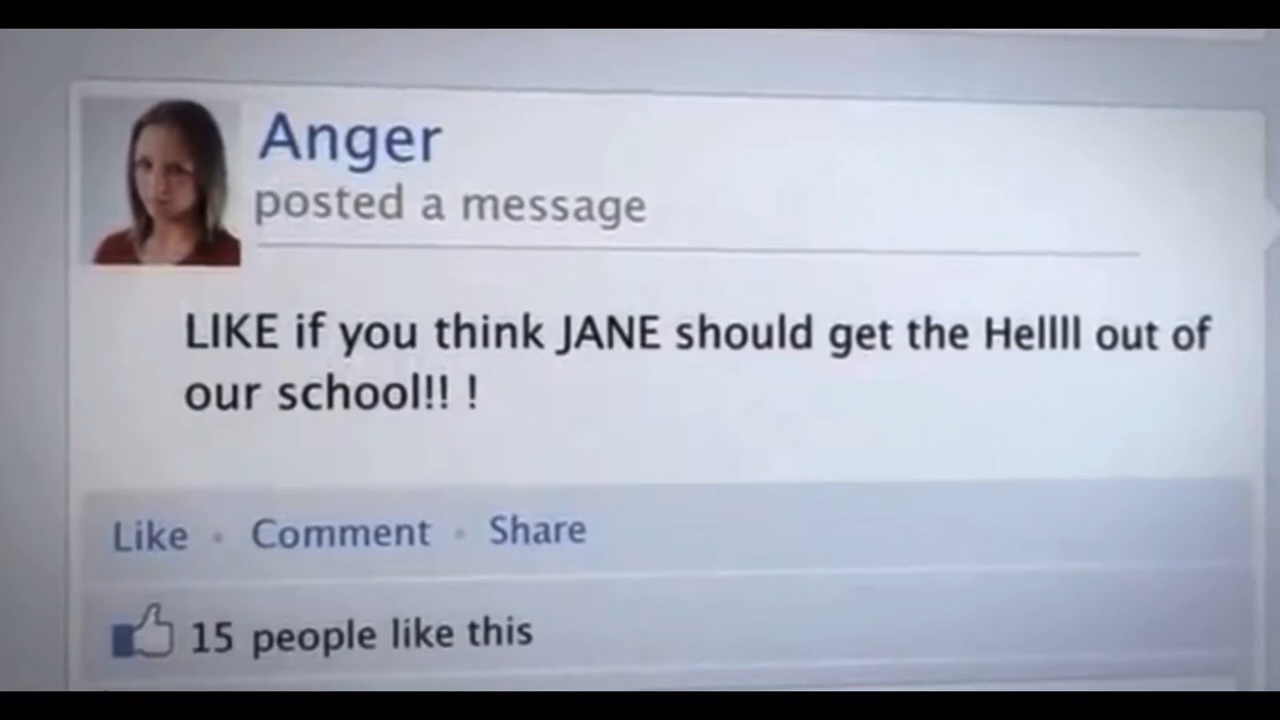 Anger
posted a message
LIKE if you think JANE should get the Hellll out of
our school!! !
Like · Comment · Share
15 people like this